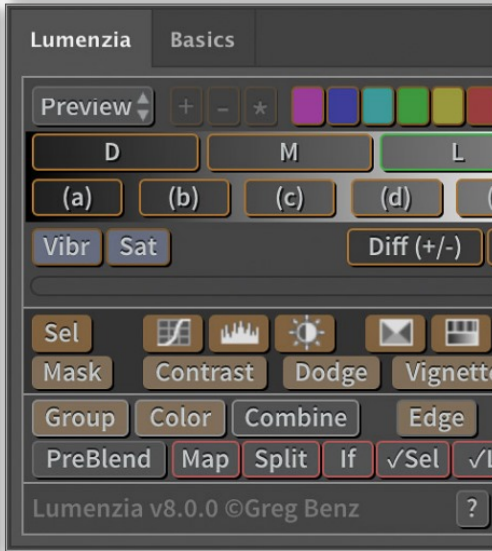 Lumenzia Basics
Preview + - *
D M L
(a) (b) (c) (d)
Vibr Sat Diff (+/-)
Sel
Mask Contrast Dodge Vignette
Group Color Combine Edge
PreBlend Map Split If √Sel √L
Lumenzia v8.0.0 ©Greg Benz ?